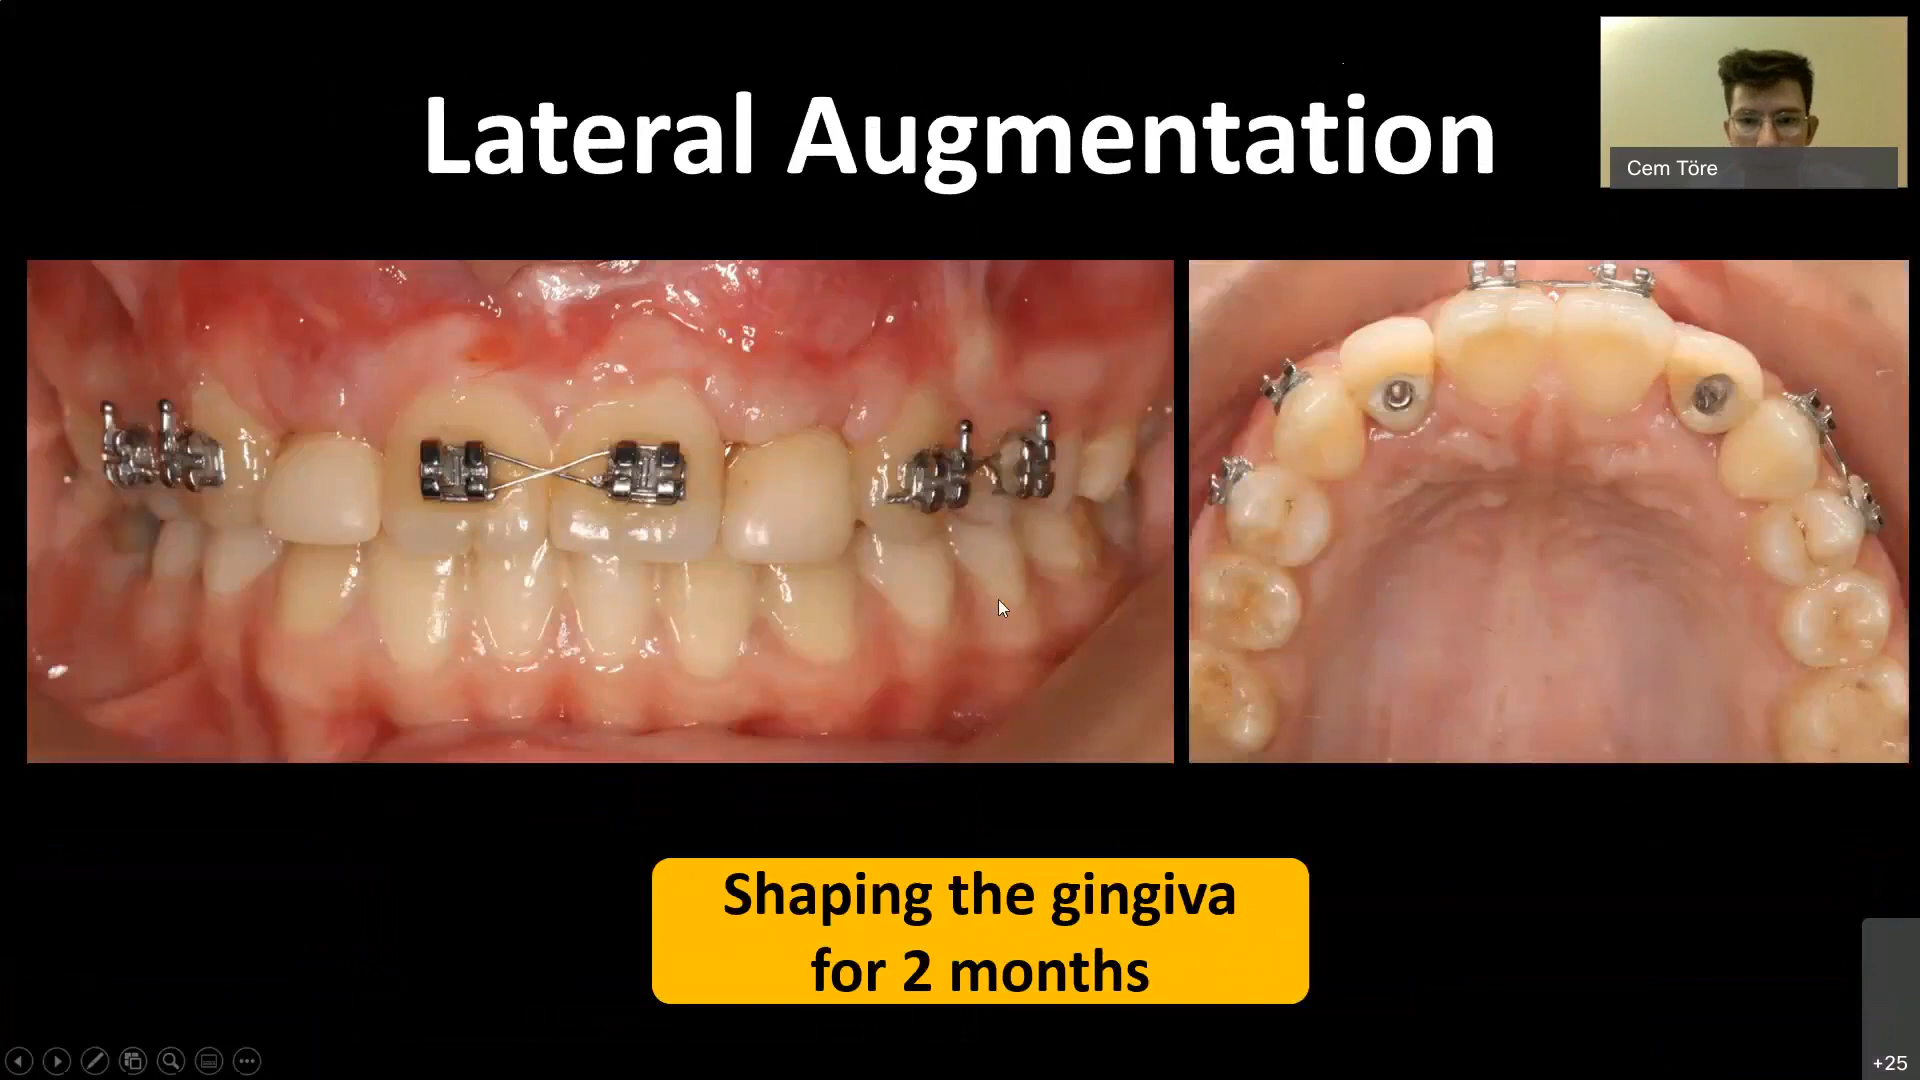 Lateral Augmentation
Cem Töre
Shaping the gingiva
for 2 months
+25